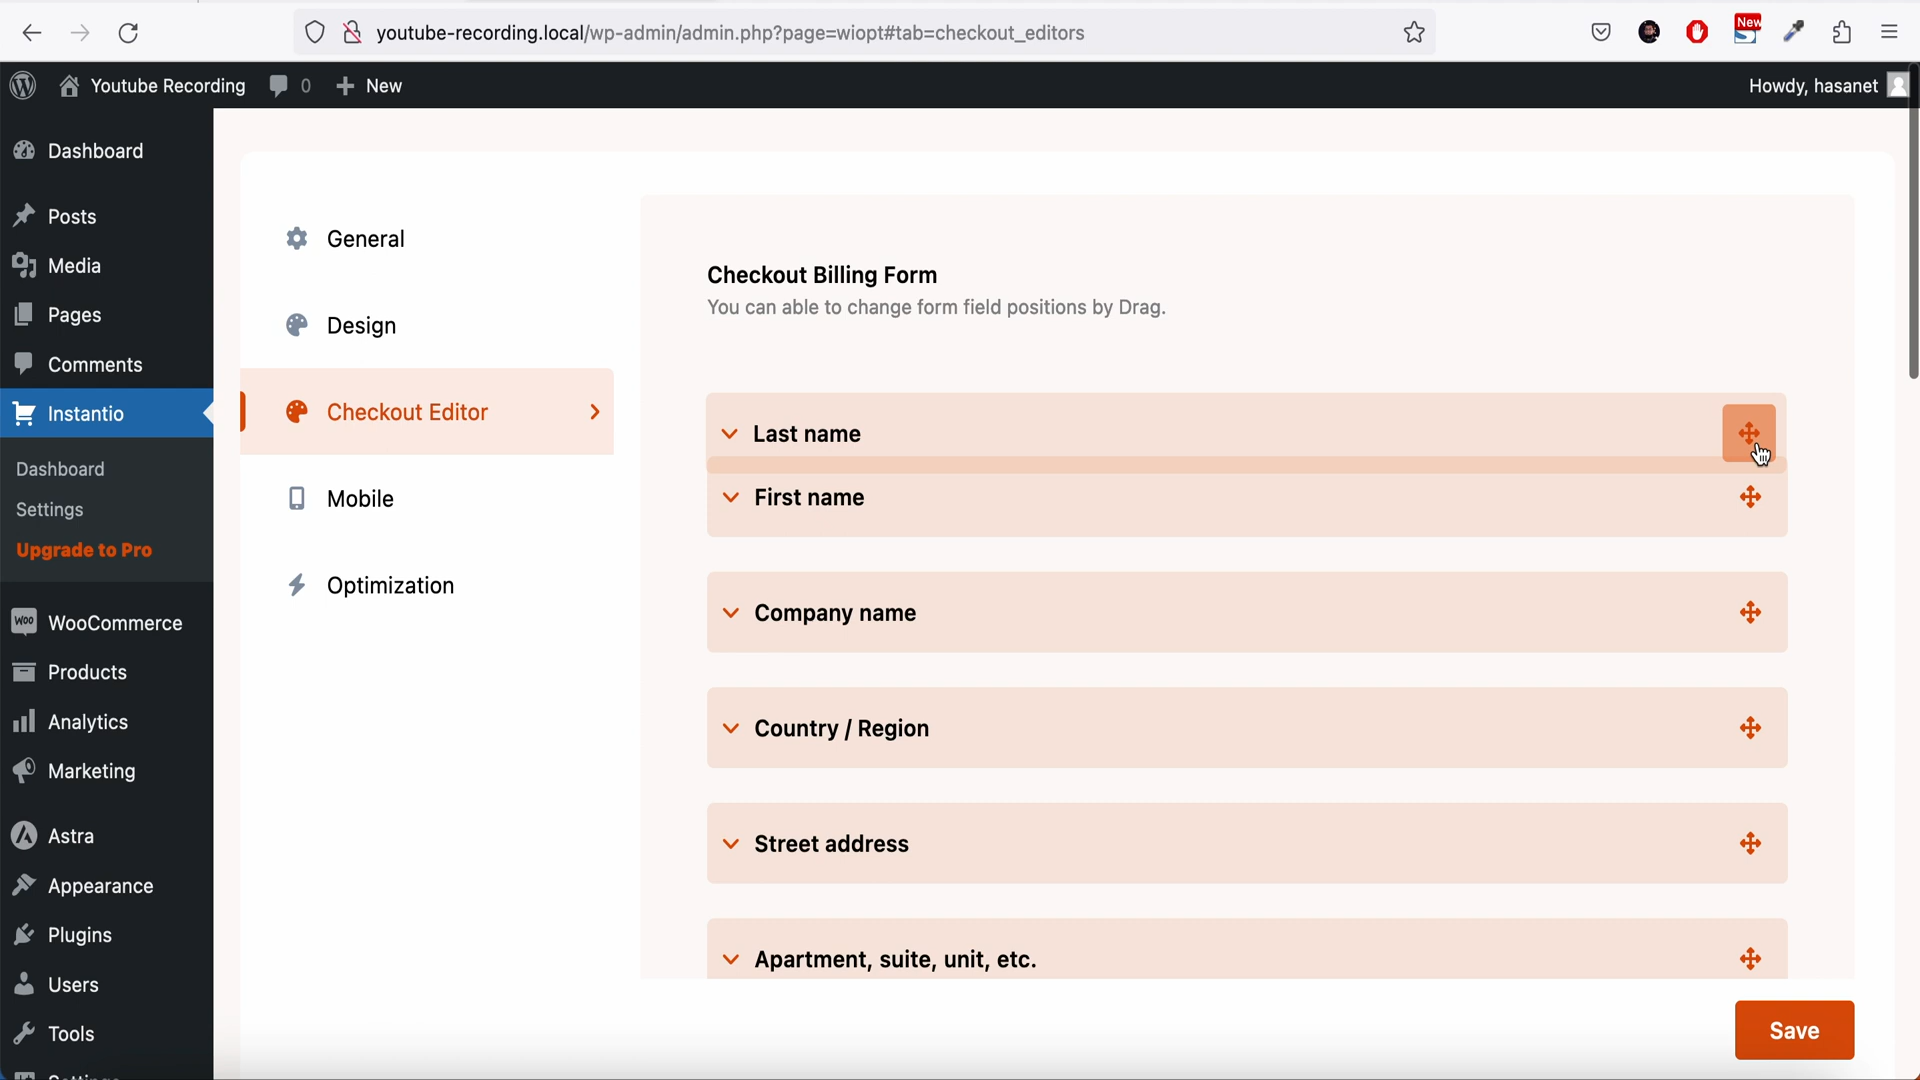 youtube-recording.local/wp-admin/admin.php?page=wiopt#tab=checkout_editors
New
Youtube Recording
0
New
Howdy, hasanet
Dashboard
Posts
Media
Pages
Comments
Instantio
Dashboard
Settings
Upgrade to Pro
WOO WooCommerce
Products
Analytics
Marketing
Astra
Appearance
Plugins
Users
Tools
General
Design
Checkout Editor
Mobile
Optimization
Checkout Billing Form
You can able to change form field positions by Drag.
Last name
First name
Company name
Country / Region
Street address
Apartment, suite, unit, etc.
Save